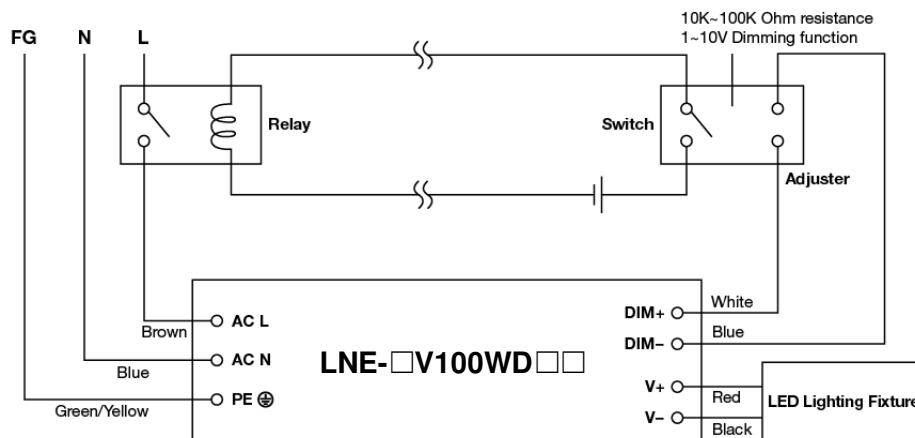 10K~100K Ohm resistance
1~10V Dimming function
FG N L
Relay
Switch
Adjuster
Brown
AC L
Blue
AC N
Green/Yellow
PE
LNE-□V100WD□□
DIM+
White
DIM–
Blue
V+
Red
V–
Black
LED Lighting Fixture